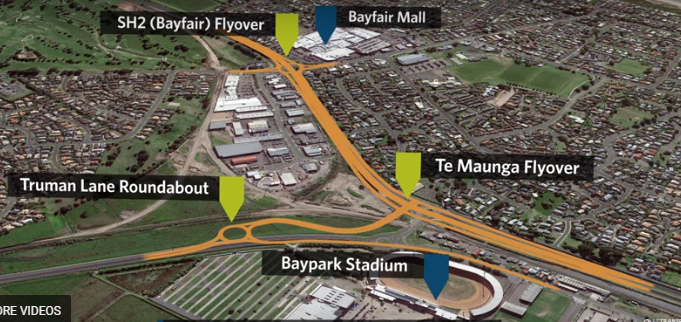 SH2 (Bayfair) Flyover
Bayfair Mall
Te Maunga Flyover
Truman Lane Roundabout
Baypark Stadium
ORE VIDEOS